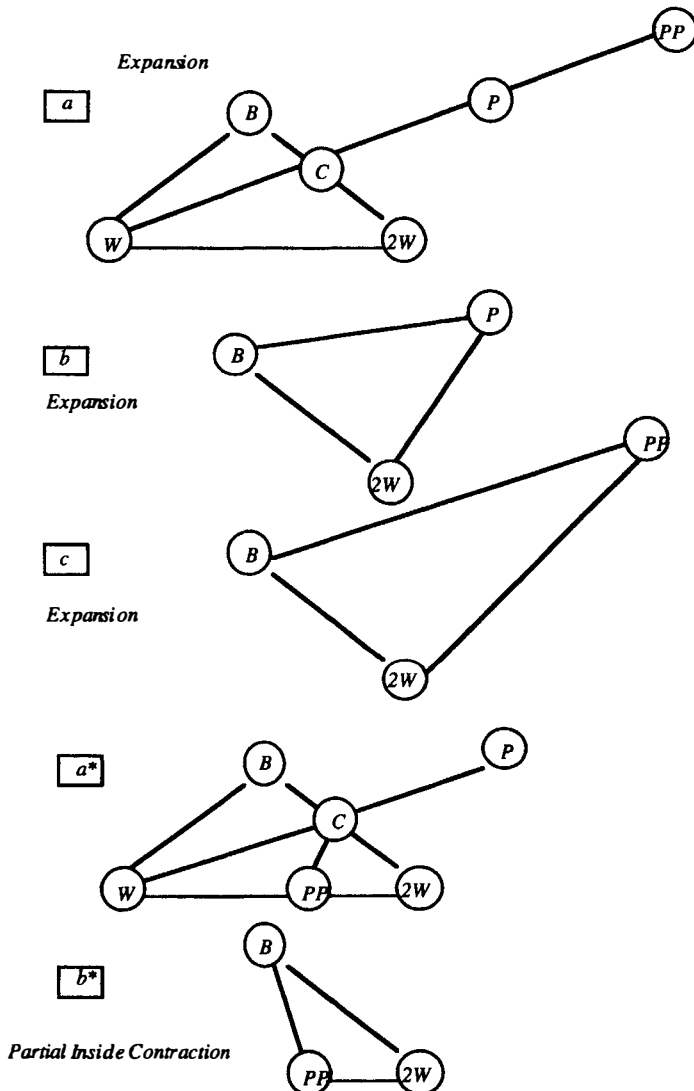 PP
Expansion
a
P
B
C
W
2W
P
B
b
Expansion
2W
PP
B
c
Expansion
2W
P
B
a*
C
W
PP
2W
B
b*
Partial Inside Contraction
PP
2W